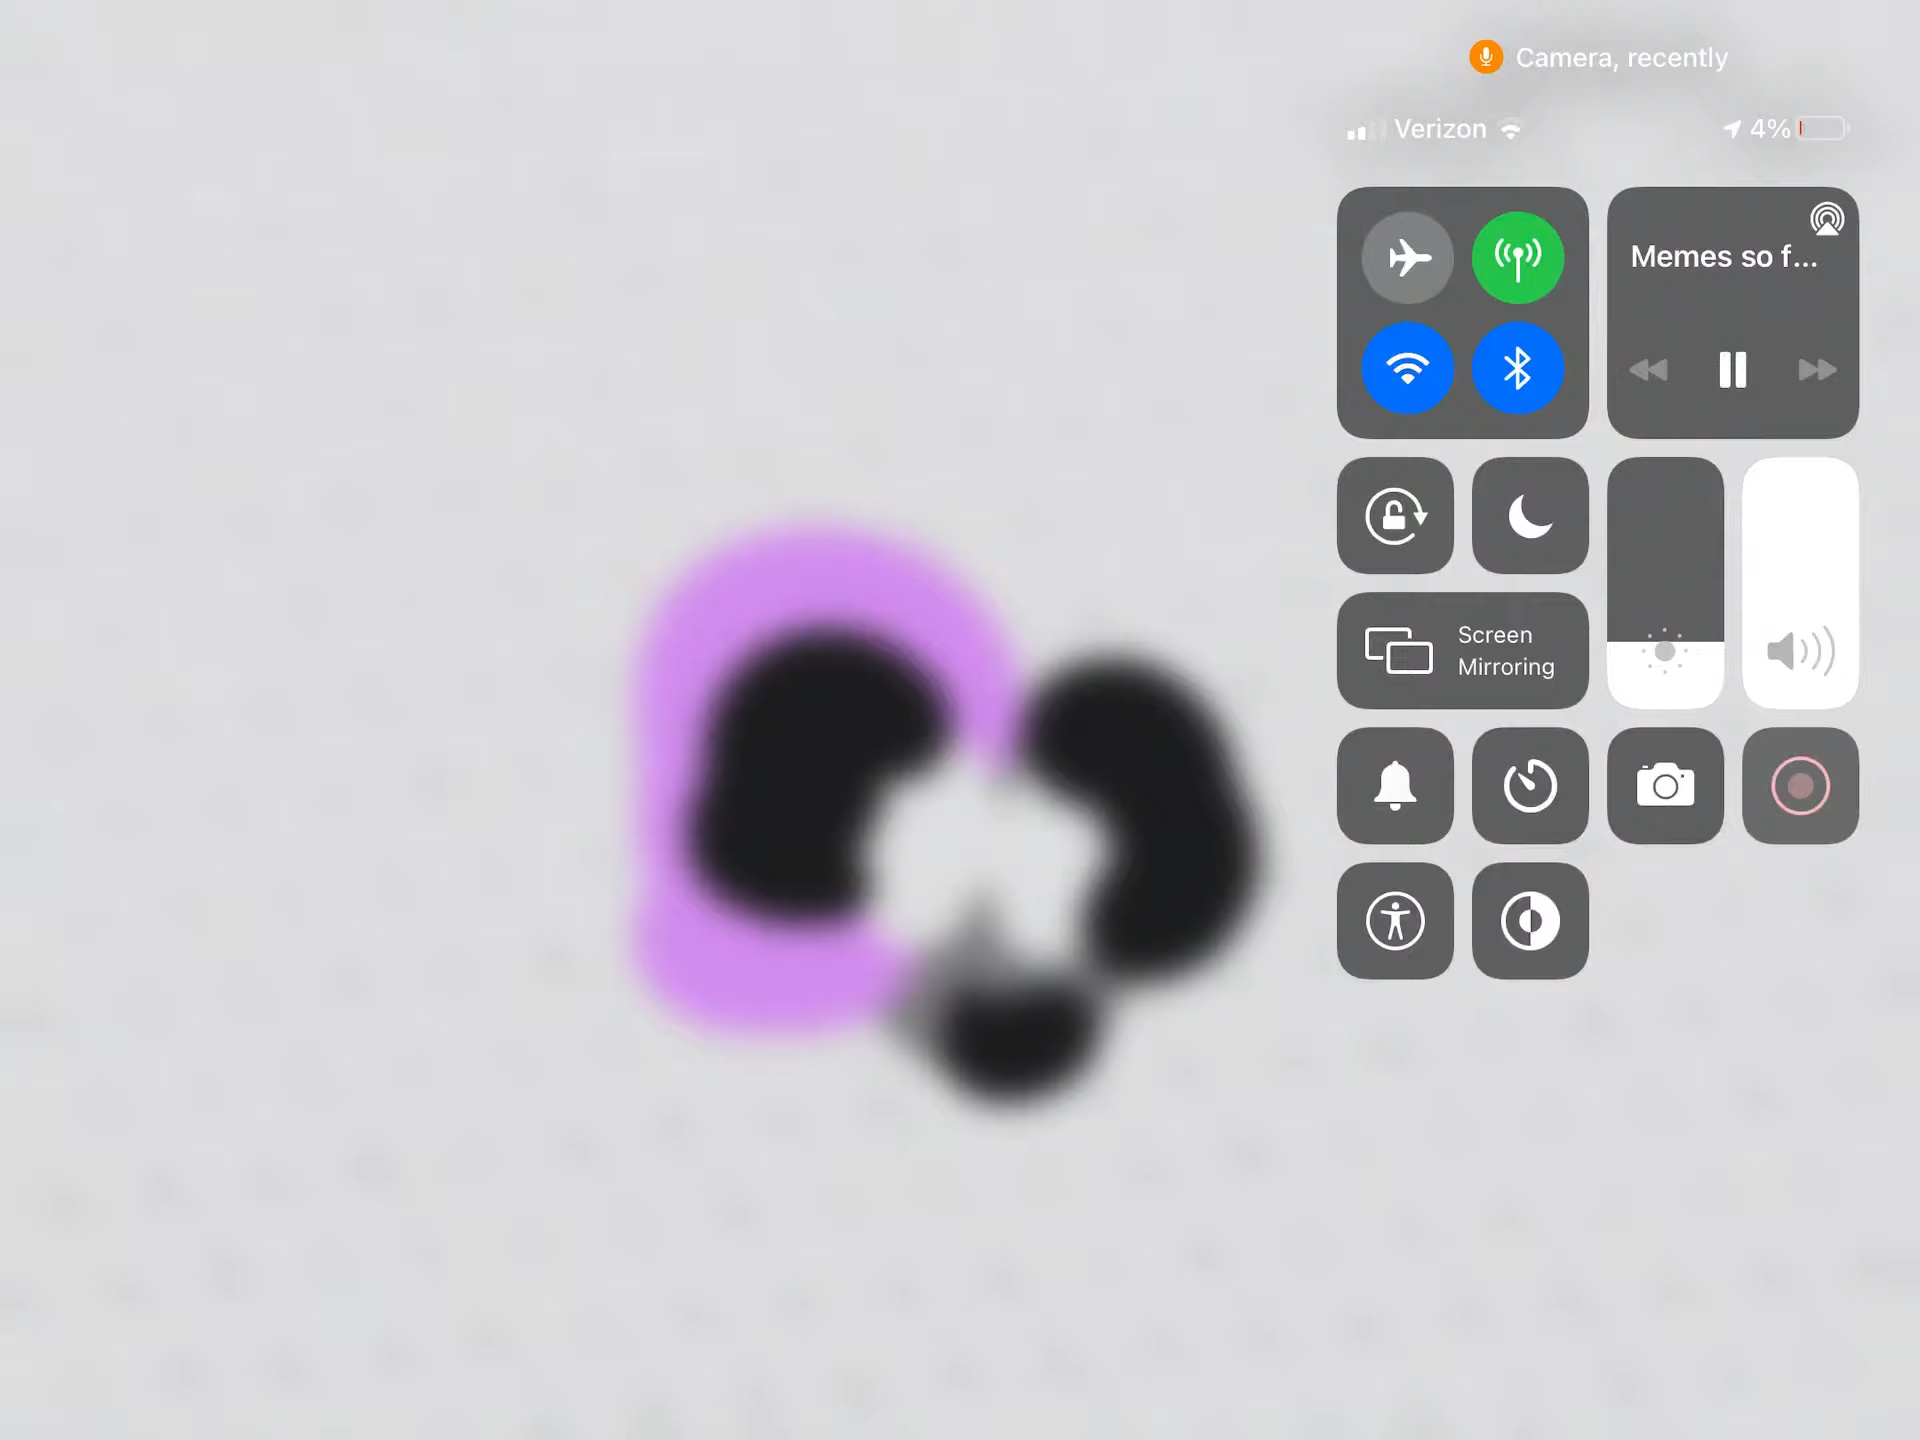 Camera, recently
Verizon
4%
Memes so f...
Screen
Mirroring